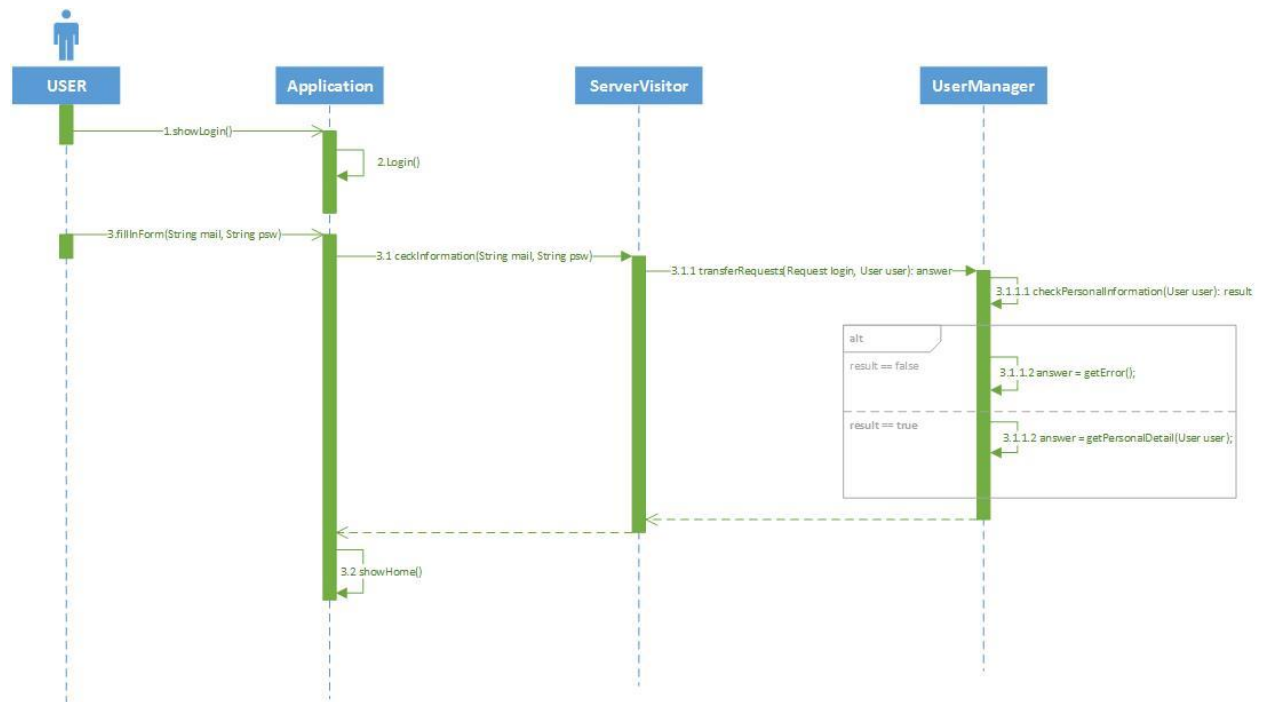 USER
Application
ServerVisitor
UserManager
1.showLogin()
2.Login()
3.fillInForm(String mail, String psw)
3.1 ceckInformation(String mail, String psw)
3.1.1 transferRequests(Request login, User user): answer
3.1.1.1 checkPersonalInformation(User user): result
alt
result == false
3.1.1.2 answer = getError();
result == true
3.1.1.2 answer = getPersonalDetail(User user);
3.2 showHome()